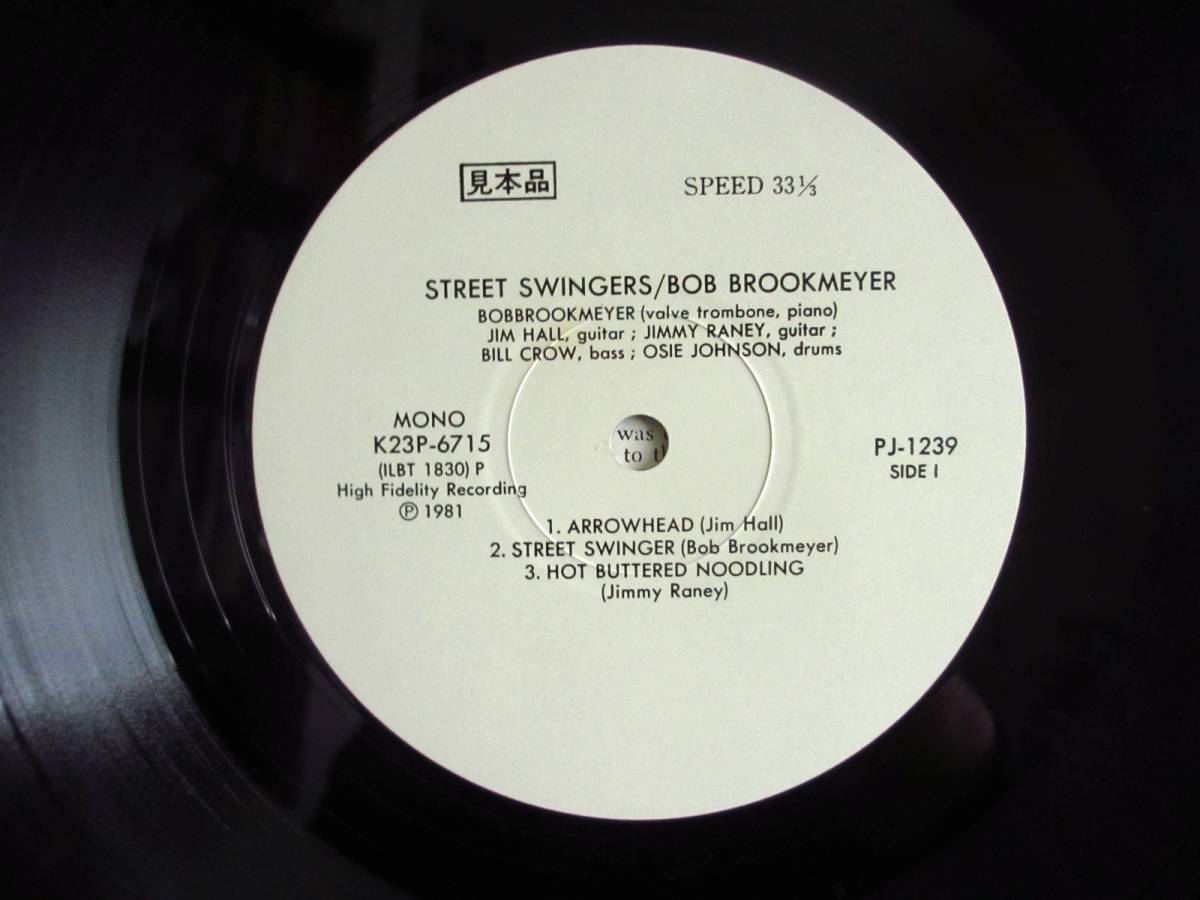 見本品
SPEED 33⅓
STREET SWINGERS/BOB BROOKMEYER
BOBBROOKMEYER (valve trombone, piano)
JIM HALL, guitar ; JIMMY RANEY, guitar ;
BILL CROW, bass ; OSIE JOHNSON, drums
MONO
K23P-6715
(ILBT 1830) P
High Fidelity Recording
Ⓟ 1981
was
to
PJ-1239
SIDE I
1. ARROWHEAD (Jim Hall)
2. STREET SWINGER (Bob Brookmeyer)
3. HOT BUTTERED NOODLING
(Jimmy Raney)